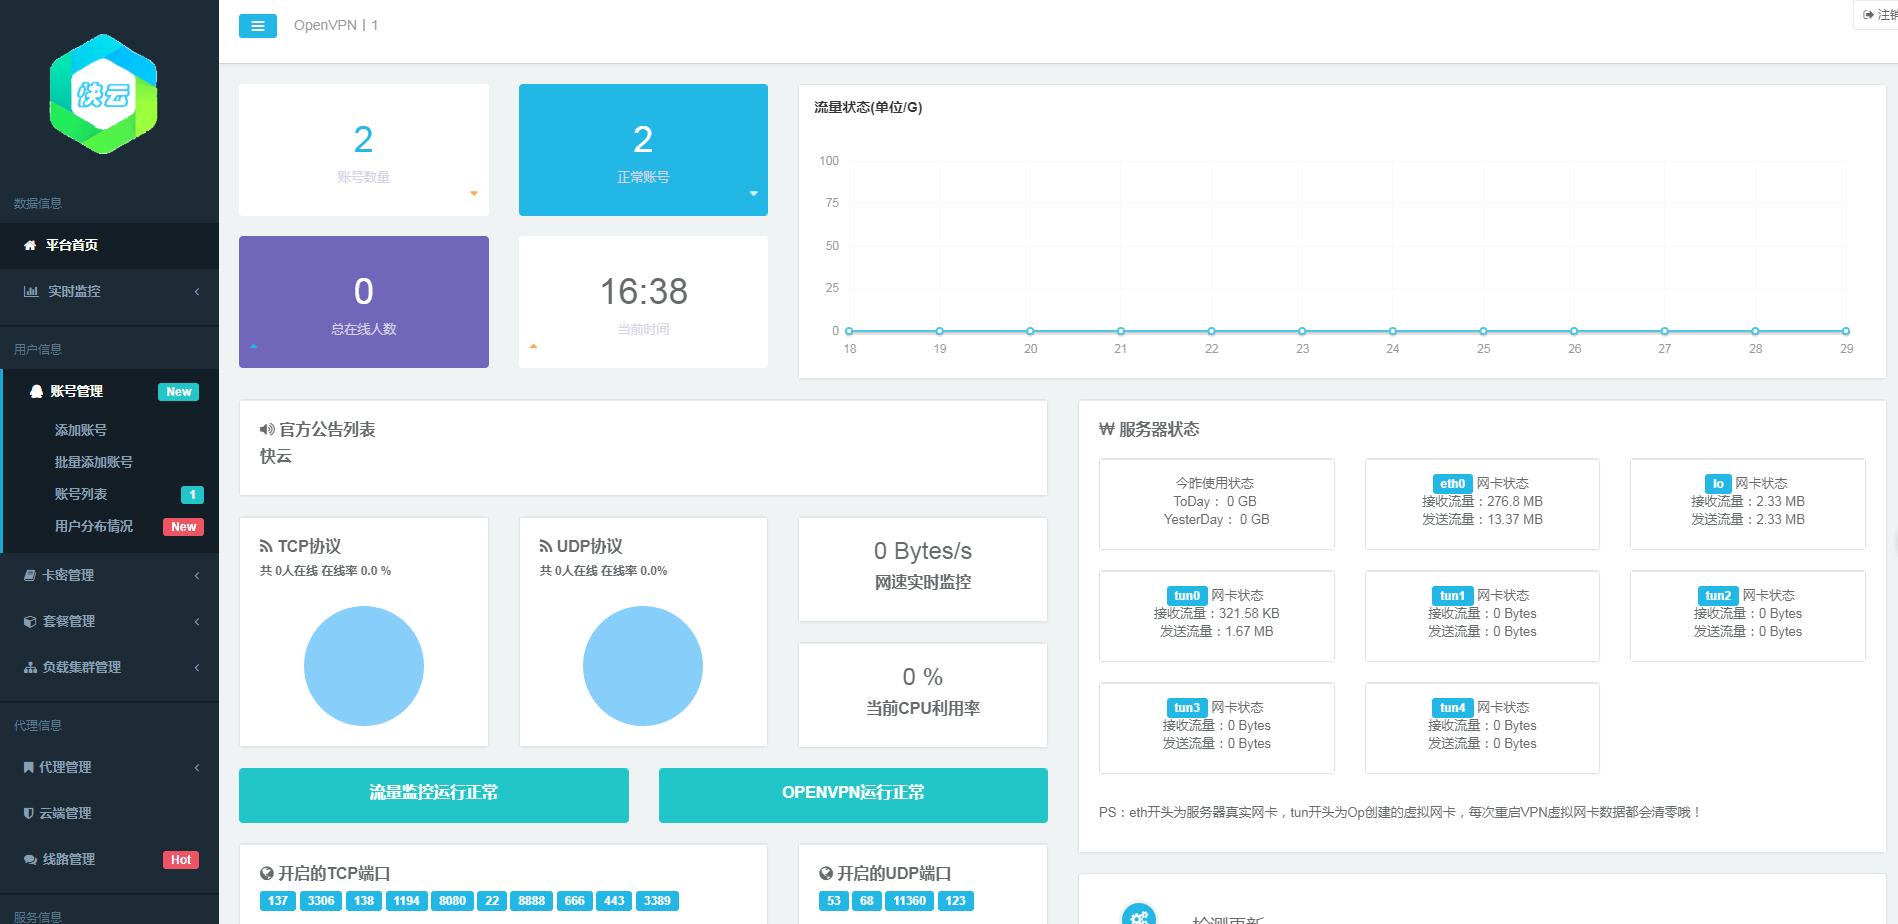 快云
数据信息
平台首页
实时监控
用户信息
账号管理 New
添加账号
批量添加账号
账号列表 1
用户分布情况 New
卡密管理
套餐管理
负载集群管理
代理信息
代理管理
云端管理
线路管理 Hot
服务信息
OpenVPN | 1
注销
2
账号数量
2
正常账号
0
总在线人数
16:38
当前时间
流量状态(单位/G)
100
75
50
25
0
18 19 20 21 22 23 24 25 26 27 28 29
官方公告列表
快云
TCP协议
共 0人在线 在线率 0.0 %
UDP协议
共 0人在线 在线率 0.0%
0 Bytes/s
网速实时监控
0 %
当前CPU利用率
流量监控运行正常
OPENVPN运行正常
开启的TCP端口
137 3306 138 1194 8080 22 8888 666 443 3389
开启的UDP端口
53 68 11360 123
₩ 服务器状态
今昨使用状态
ToDay： 0 GB
YesterDay： 0 GB
eth0 网卡状态
接收流量：276.8 MB
发送流量：13.37 MB
lo 网卡状态
接收流量：2.33 MB
发送流量：2.33 MB
tun0 网卡状态
接收流量：321.58 KB
发送流量：1.67 MB
tun1 网卡状态
接收流量：0 Bytes
发送流量：0 Bytes
tun2 网卡状态
接收流量：0 Bytes
发送流量：0 Bytes
tun3 网卡状态
接收流量：0 Bytes
发送流量：0 Bytes
tun4 网卡状态
接收流量：0 Bytes
发送流量：0 Bytes
PS：eth开头为服务器真实网卡，tun开头为Op创建的虚拟网卡，每次重启VPN虚拟网卡数据都会清零哦！
检测更新